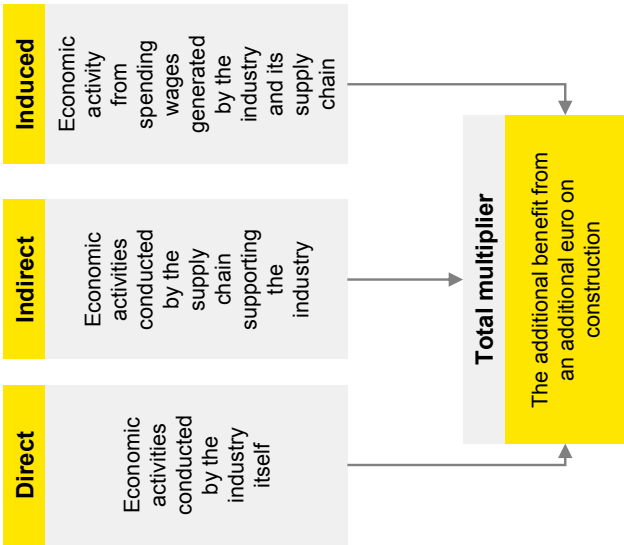 Direct
Economic
activities
conducted
by the
industry
itself
Indirect
Economic
activities
conducted
by the
supply
chain
supporting
the
industry
Induced
Economic
activity
from
spending
wages
generated
by the
industry
and its
supply
chain
Total multiplier
The additional benefit from
an additional euro on
construction